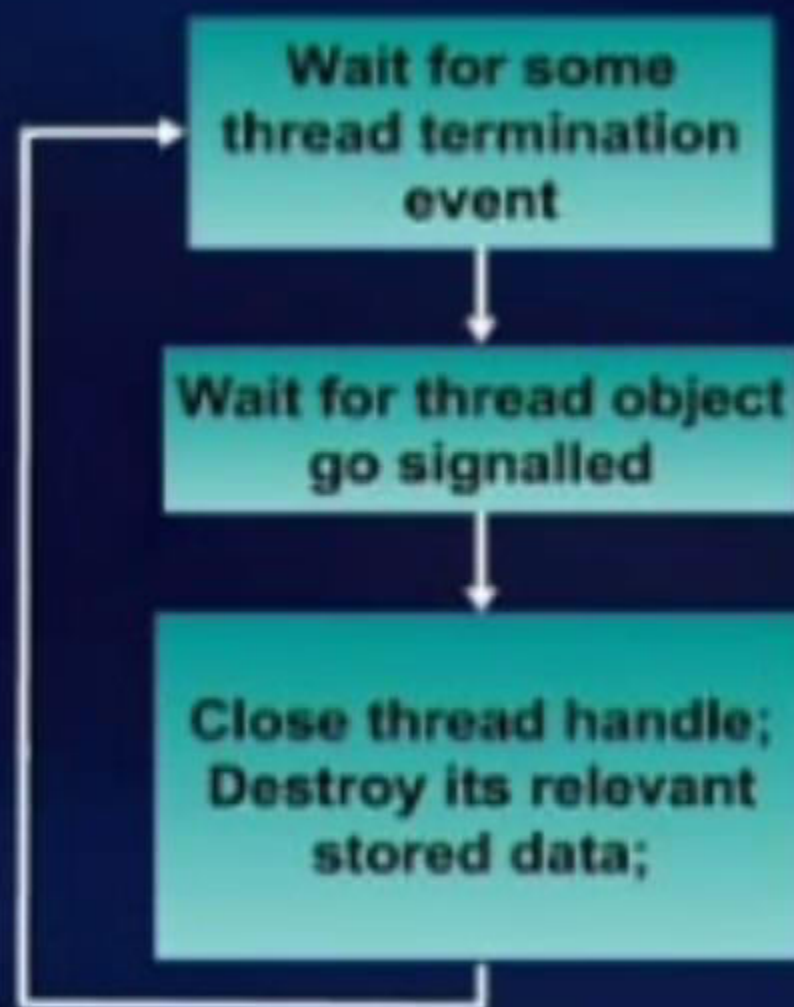 Wait for some
thread termination
event
Wait for thread object
go signalled
Close thread handle;
Destroy its relevant
stored data;